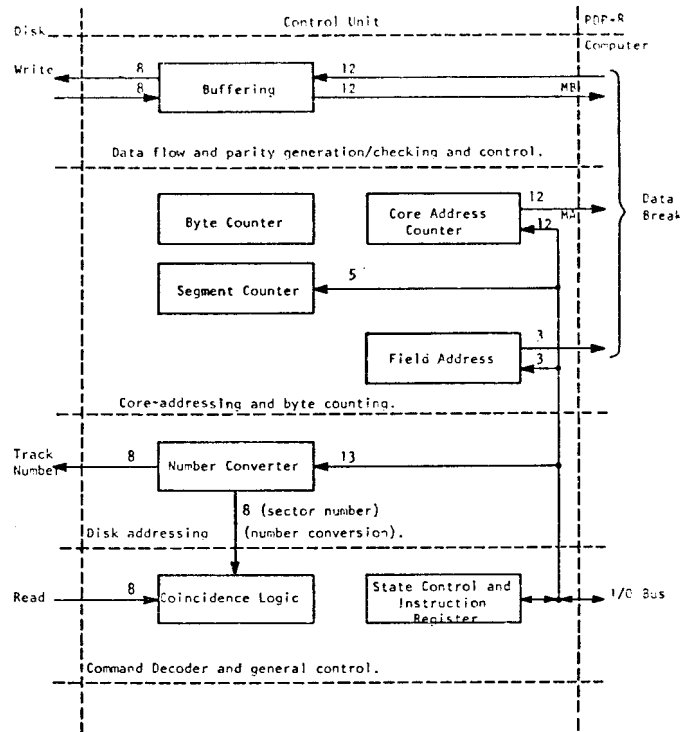 Control Unit
PDP-8
Disk
Computer
Write
8
12
Buffering
8
12
MB
Data flow and parity generation/checking and control.
12
Data
Break
Byte Counter
Core Address
Counter
MA
12
5
Segment Counter
3
Field Address
3
Core-addressing and byte counting.
Track
Number
8
Number Converter
13
8 (sector number)
(number conversion).
Disk addressing
Read
8
Coincidence Logic
State Control and
Instruction
Register
I/O Bus
Command Decoder and general control.